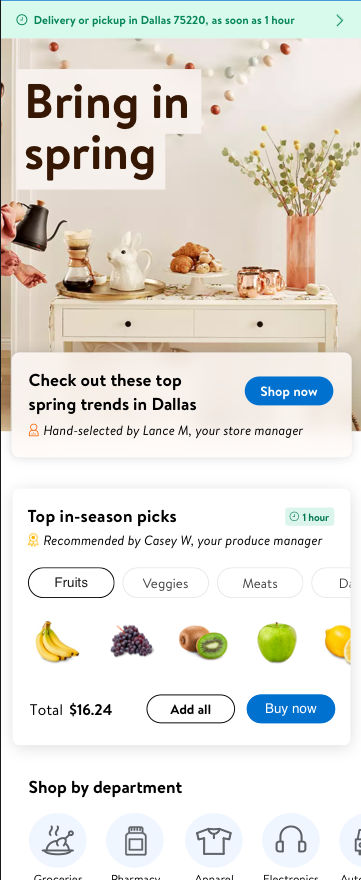 Delivery or pickup in Dallas 75220, as soon as 1 hour
Bring in
spring
Check out these top
spring trends in Dallas
Shop now
Hand-selected by Lance M, your store manager
Top in-season picks
1 hour
Recommended by Casey W, your produce manager
Fruits
Veggies
Meats
Da
Total $16.24
Add all
Buy now
Shop by department
Groceries
Pharmacy
Apparel
Electronics
Auto